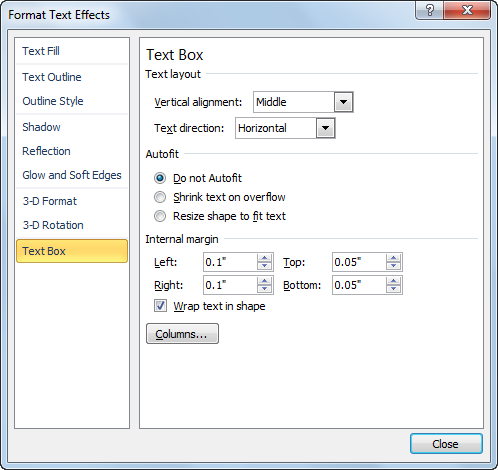 Format Text Effects
Text Fill
Text Outline
Outline Style
Shadow
Reflection
Glow and Soft Edges
3-D Format
3-D Rotation
Text Box
Text Box
Text layout
Vertical alignment: Middle
Text direction: Horizontal
Autofit
Do not Autofit
Shrink text on overflow
Resize shape to fit text
Internal margin
Left: 0.1" Top: 0.05"
Right: 0.1" Bottom: 0.05"
Wrap text in shape
Columns...
Close